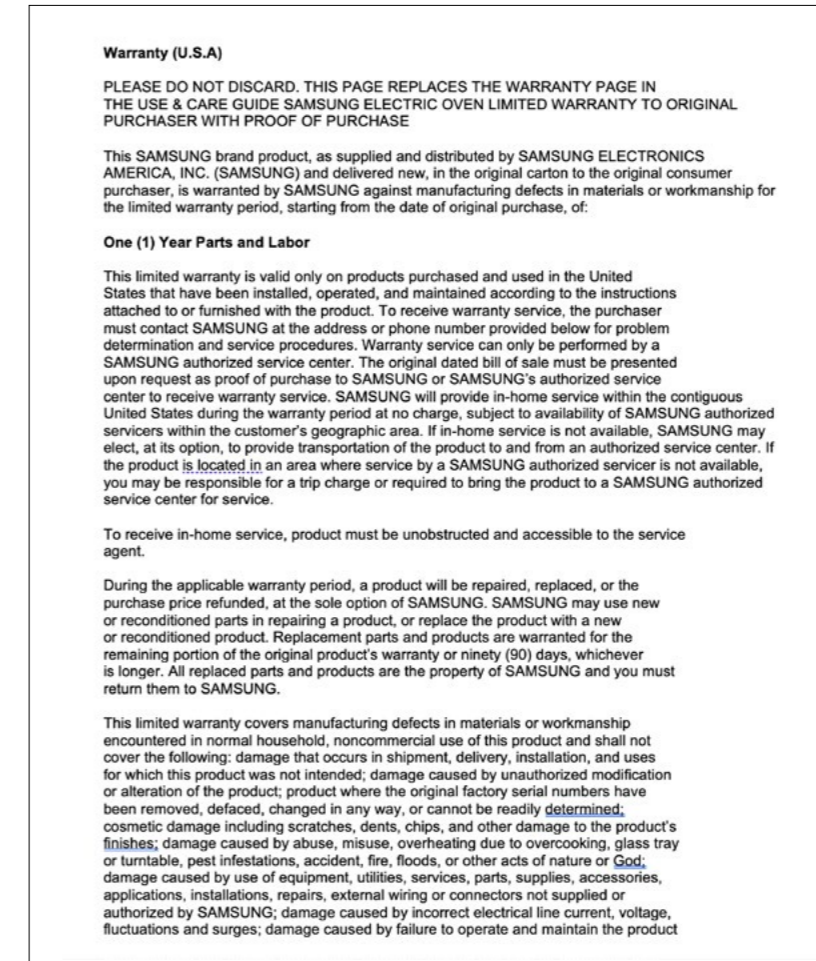 Warranty (U.S.A)
PLEASE DO NOT DISCARD. THIS PAGE REPLACES THE WARRANTY PAGE IN
THE USE & CARE GUIDE SAMSUNG ELECTRIC OVEN LIMITED WARRANTY TO ORIGINAL
PURCHASER WITH PROOF OF PURCHASE
This SAMSUNG brand product, as supplied and distributed by SAMSUNG ELECTRONICS
AMERICA, INC. (SAMSUNG) and delivered new, in the original carton to the original consumer
purchaser, is warranted by SAMSUNG against manufacturing defects in materials or workmanship for
the limited warranty period, starting from the date of original purchase, of:
One (1) Year Parts and Labor
This limited warranty is valid only on products purchased and used in the United
States that have been installed, operated, and maintained according to the instructions
attached to or furnished with the product. To receive warranty service, the purchaser
must contact SAMSUNG at the address or phone number provided below for problem
determination and service procedures. Warranty service can only be performed by a
SAMSUNG authorized service center. The original dated bill of sale must be presented
upon request as proof of purchase to SAMSUNG or SAMSUNG's authorized service
center to receive warranty service. SAMSUNG will provide in-home service within the contiguous
United States during the warranty period at no charge, subject to availability of SAMSUNG authorized
servicers within the customer's geographic area. If in-home service is not available, SAMSUNG may
elect, at its option, to provide transportation of the product to and from an authorized service center. If
the product is located in an area where service by a SAMSUNG authorized servicer is not available,
you may be responsible for a trip charge or required to bring the product to a SAMSUNG authorized
service center for service.
To receive in-home service, product must be unobstructed and accessible to the service
agent.
During the applicable warranty period, a product will be repaired, replaced, or the
purchase price refunded, at the sole option of SAMSUNG. SAMSUNG may use new
or reconditioned parts in repairing a product, or replace the product with a new
or reconditioned product. Replacement parts and products are warranted for the
remaining portion of the original product's warranty or ninety (90) days, whichever
is longer. All replaced parts and products are the property of SAMSUNG and you must
return them to SAMSUNG.
This limited warranty covers manufacturing defects in materials or workmanship
encountered in normal household, noncommercial use of this product and shall not
cover the following: damage that occurs in shipment, delivery, installation, and uses
for which this product was not intended; damage caused by unauthorized modification
or alteration of the product; product where the original factory serial numbers have
been removed, defaced, changed in any way, or cannot be readily determined;
cosmetic damage including scratches, dents, chips, and other damage to the product's
finishes; damage caused by abuse, misuse, overheating due to overcooking, glass tray
or turntable, pest infestations, accident, fire, floods, or other acts of nature or God;
damage caused by use of equipment, utilities, services, parts, supplies, accessories,
applications, installations, repairs, external wiring or connectors not supplied or
authorized by SAMSUNG; damage caused by incorrect electrical line current, voltage,
fluctuations and surges; damage caused by failure to operate and maintain the product